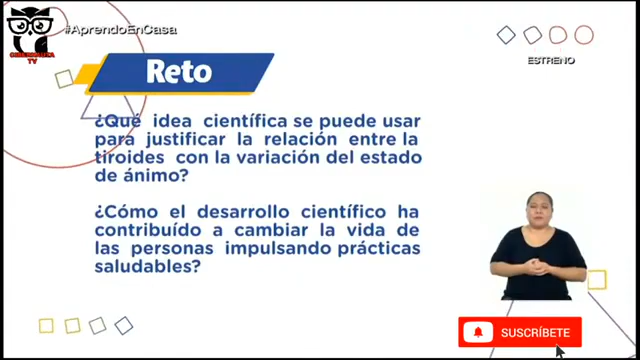 #AprendoEnCasa
TV
ESTRENO
Reto
¿Qué idea científica se puede usar
para justificar la relación entre la
tiroides con la variación del estado
de ánimo?
¿Cómo el desarrollo científico ha
contribuído a cambiar la vida de
las personas impulsando prácticas
saludables?
SUSCRÍBETE